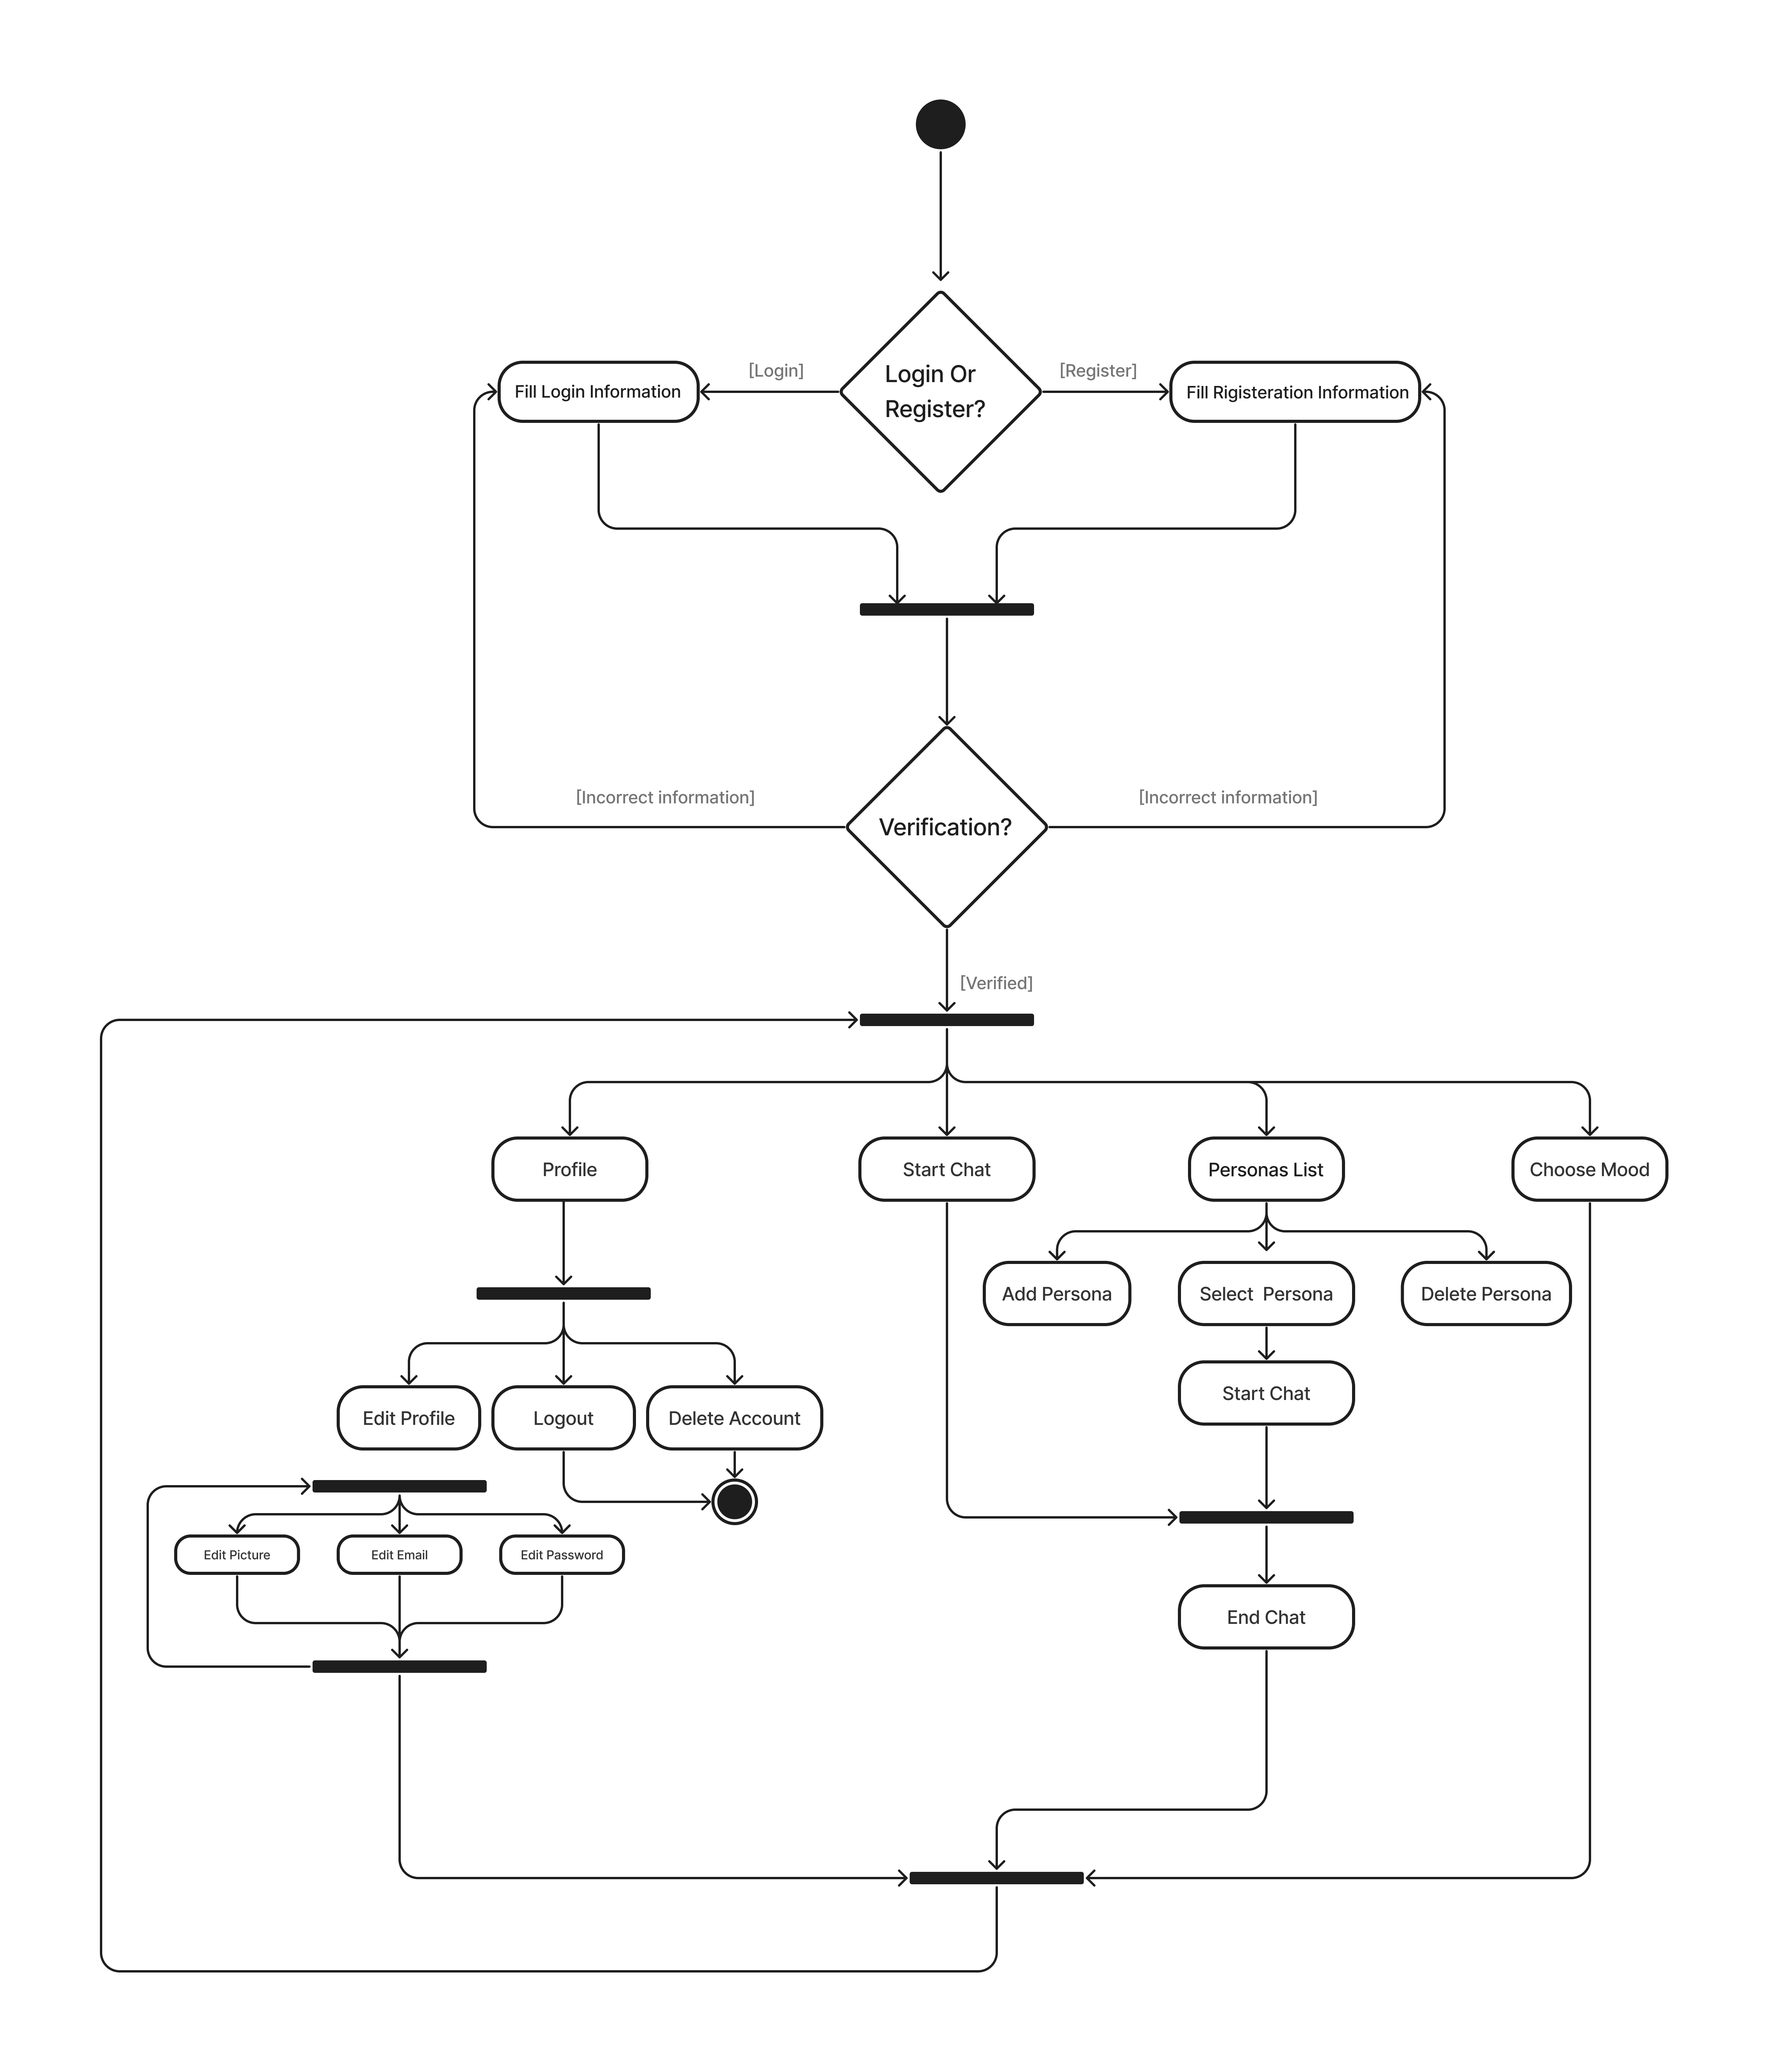 Login Or
Register?
[Login]
[Register]
Fill Login Information
Fill Rigisteration Information
[Incorrect information]
[Incorrect information]
Verification?
[Verified]
Profile
Start Chat
Personas List
Choose Mood
Add Persona
Select  Persona
Delete Persona
Start Chat
Edit Profile
Logout
Delete Account
Edit Picture
Edit Email
Edit Password
End Chat